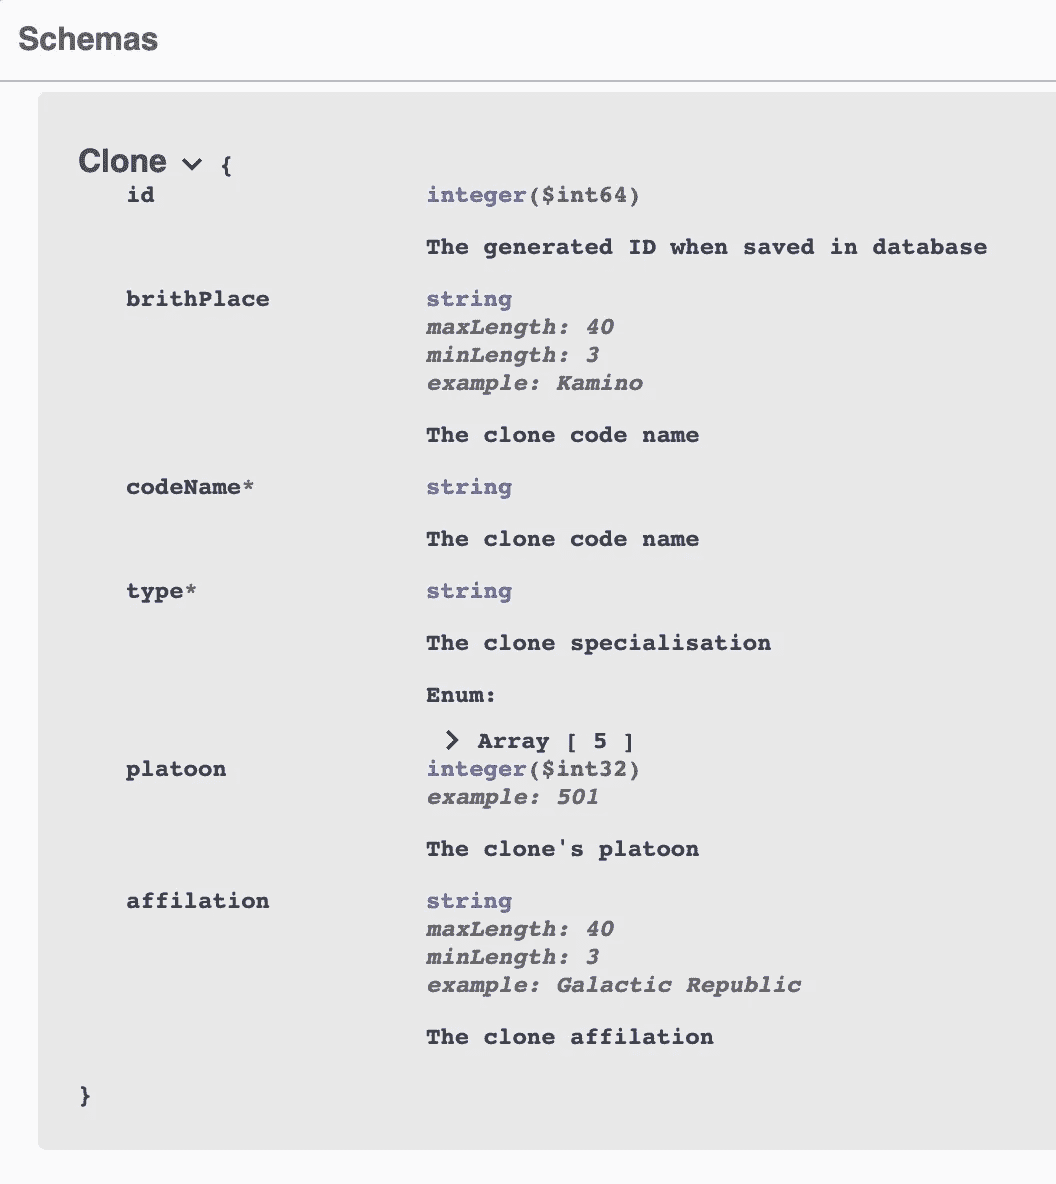 Schemas
Clone {
id integer($int64)
The generated ID when saved in database
brithPlace string
maxLength: 40
minLength: 3
example: Kamino
The clone code name
codeName* string
The clone code name
type* string
The clone specialisation
Enum:
Array [ 5 ]
platoon integer($int32)
example: 501
The clone's platoon
affilation string
maxLength: 40
minLength: 3
example: Galactic Republic
The clone affilation
}